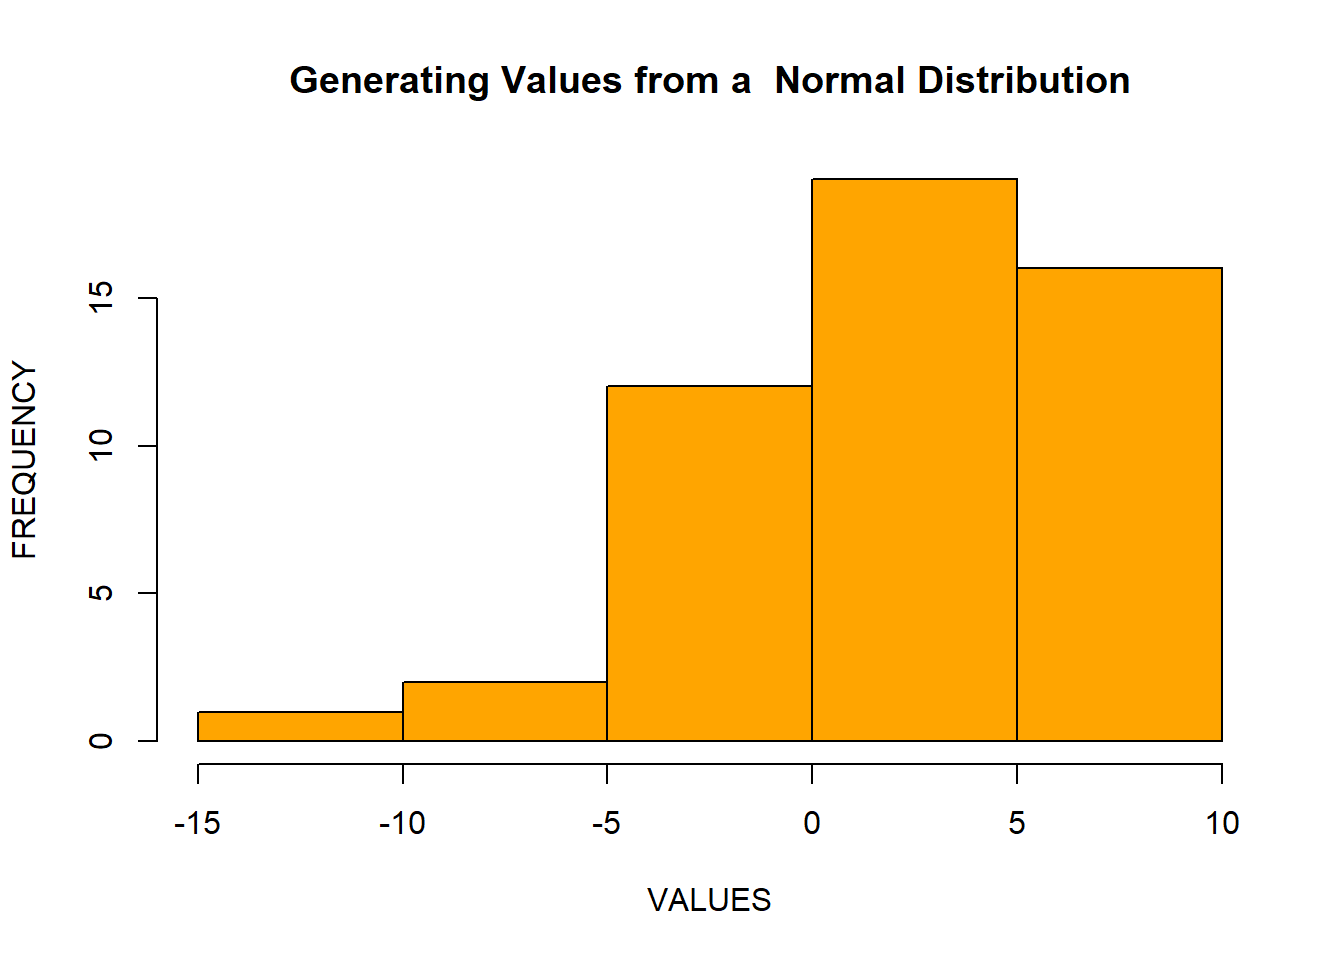 Generating Values from a  Normal Distribution
FREQUENCY
15
10
5
0
-15 -10 -5 0 5 10
VALUES